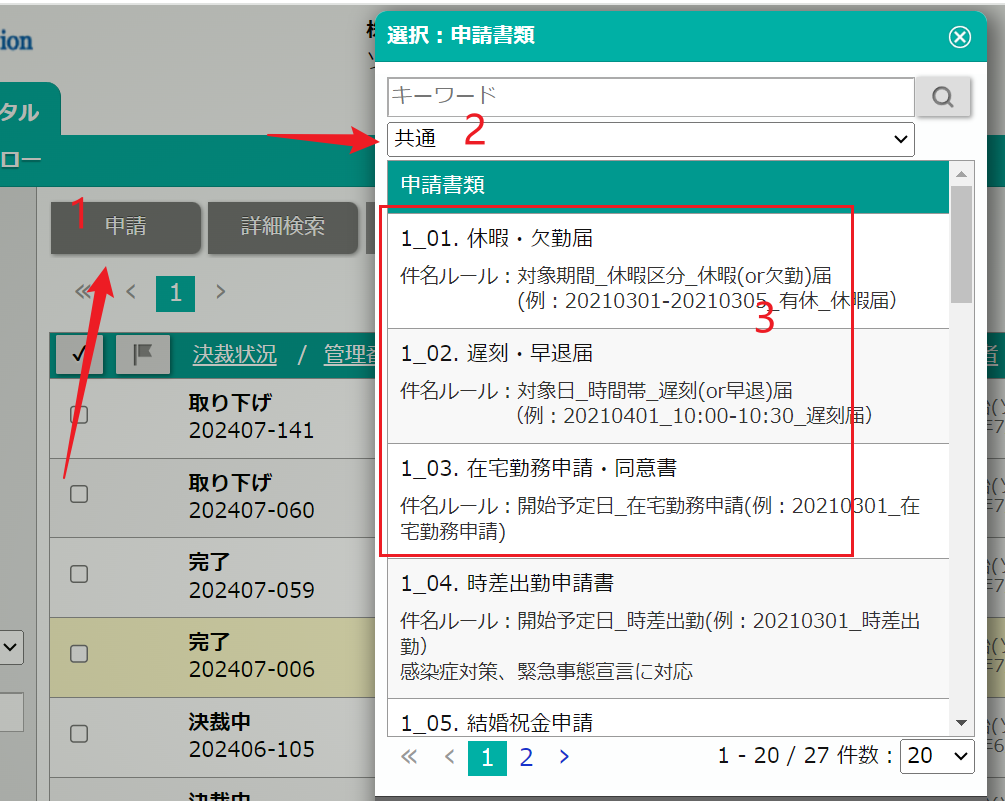 ion
選択：申請書類
タル
キーワード
共通
2
ロー
申請書類
1
申請
詳細検索
1_01. 休暇・欠勤届
件名ルール：対象期間_休暇区分_休暇(or欠勤)届
(例：20210301-20210305_有休_休暇届)
3
« < 1 >
1_02. 遅刻・早退届
件名ルール：対象日_時間帯_遅刻(or早退)届
(例：20210401_10:00-10:30_遅刻届)
決裁状況 / 管理番
者
取り下げ
202407-141
1_03. 在宅勤務申請・同意書
件名ルール：開始予定日_在宅勤務申請(例：20210301_在
宅勤務申請)
取り下げ
202407-060
完了
202407-059
1_04. 時差出勤申請書
件名ルール：開始予定日_時差出勤(例：20210301_時差出
勤)
感染症対策、緊急事態宣言に対応
完了
202407-006
1_05. 結婚祝金申請
決裁中
202406-105
« < 1 2 >
1 - 20 / 27 件数：20
決裁中